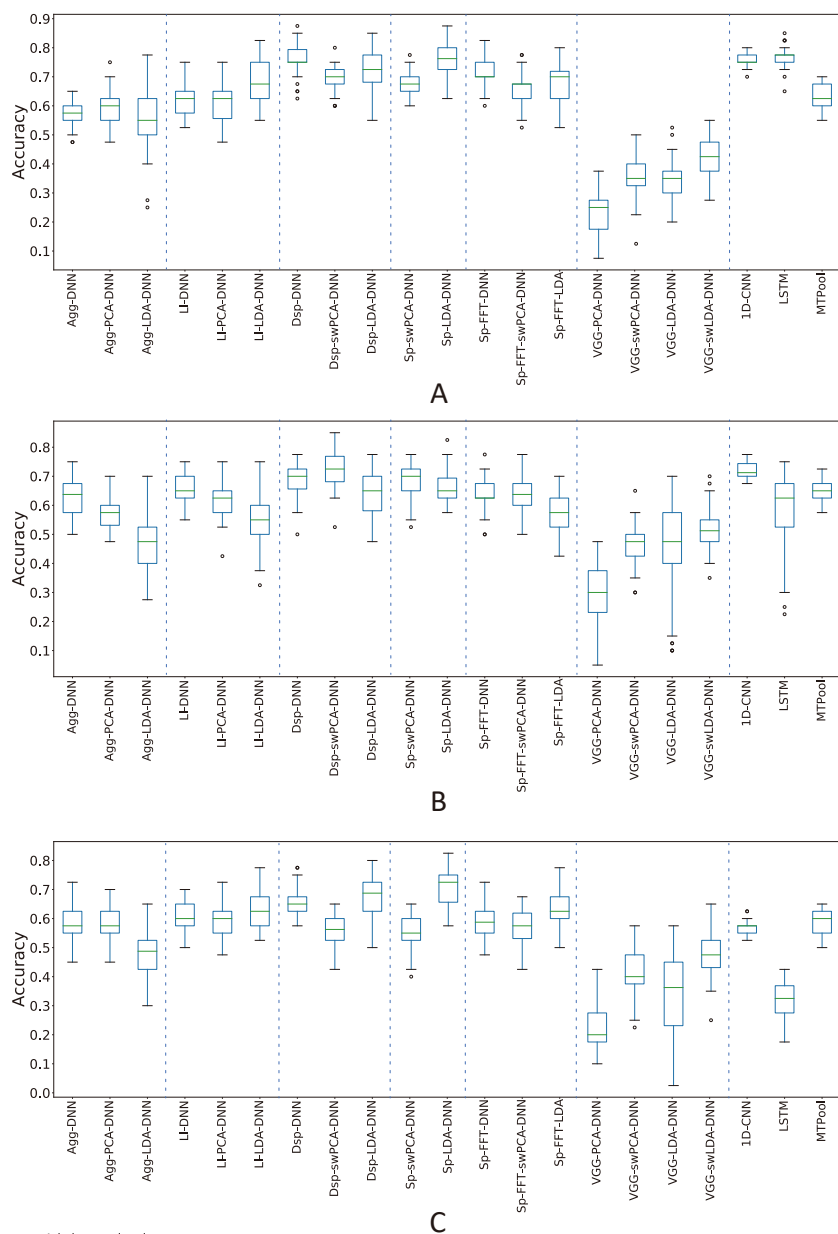 0.9
0.8
0.7
0.6
0.5
0.4
0.3
0.2
0.1
Accuracy
Agg-DNN
Agg-PCA-DNN
Agg-LDA-DNN
LI-DNN
LI-PCA-DNN
LI-LDA-DNN
Dsp-DNN
Dsp-swPCA-DNN
Dsp-LDA-DNN
Sp-swPCA-DNN
Sp-LDA-DNN
Sp-FFT-DNN
Sp-FFT-swPCA-DNN
Sp-FFT-LDA
VGG-PCA-DNN
VGG-swPCA-DNN
VGG-LDA-DNN
VGG-swLDA-DNN
1D-CNN
LSTM
MTPool
A
0.8
0.7
0.6
0.5
0.4
0.3
0.2
0.1
Accuracy
Agg-DNN
Agg-PCA-DNN
Agg-LDA-DNN
LI-DNN
LI-PCA-DNN
LI-LDA-DNN
Dsp-DNN
Dsp-swPCA-DNN
Dsp-LDA-DNN
Sp-swPCA-DNN
Sp-LDA-DNN
Sp-FFT-DNN
Sp-FFT-swPCA-DNN
Sp-FFT-LDA
VGG-PCA-DNN
VGG-swPCA-DNN
VGG-LDA-DNN
VGG-swLDA-DNN
1D-CNN
LSTM
MTPool
B
0.8
0.7
0.6
0.5
0.4
0.3
0.2
0.1
0.0
Accuracy
Agg-DNN
Agg-PCA-DNN
Agg-LDA-DNN
LI-DNN
LI-PCA-DNN
LI-LDA-DNN
Dsp-DNN
Dsp-swPCA-DNN
Dsp-LDA-DNN
Sp-swPCA-DNN
Sp-LDA-DNN
Sp-FFT-DNN
Sp-FFT-swPCA-DNN
Sp-FFT-LDA
VGG-PCA-DNN
VGG-swPCA-DNN
VGG-LDA-DNN
VGG-swLDA-DNN
1D-CNN
LSTM
MTPool
C